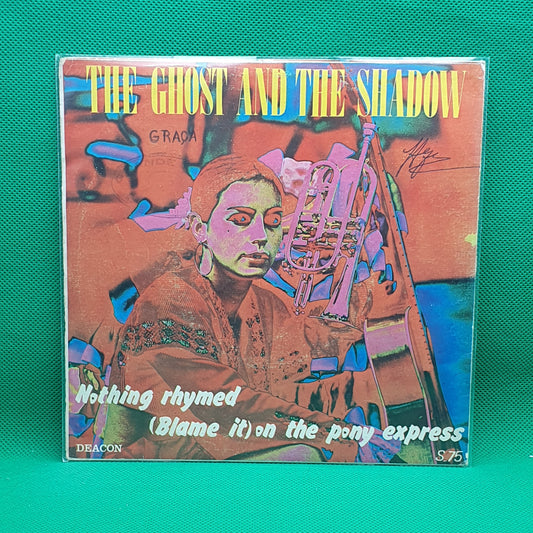 THE GHOST AND THE SHADOW
GRAÇA
Nothing rhymed
(Blame it) on the pony express
DEACON
S.75